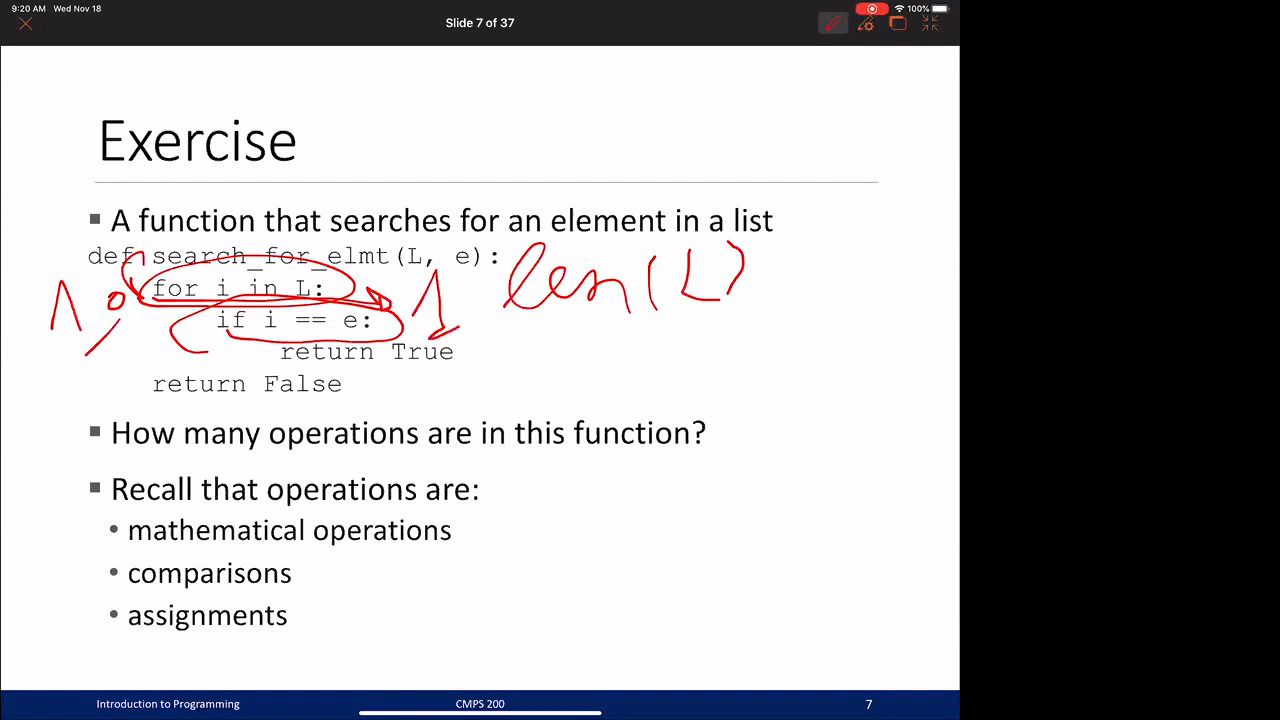 9:20 AM Wed Nov 18
100%
Slide 7 of 37
Exercise
▪ A function that searches for an element in a list
def search_for_elmt(L, e):
len(L)
for i in L:
1
if i == e:
1
return True
return False
▪ How many operations are in this function?
▪ Recall that operations are:
• mathematical operations
• comparisons
• assignments
Introduction to Programming
CMPS 200
7